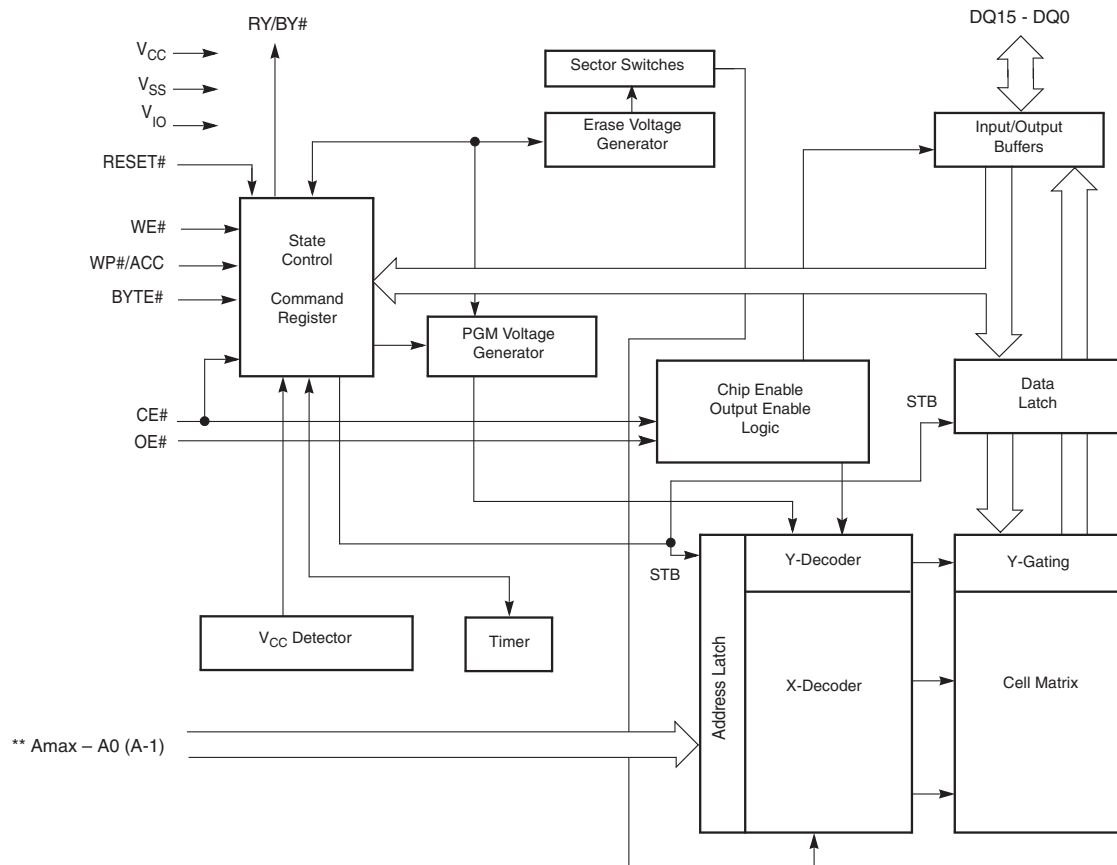 RY/BY#
DQ15 - DQ0
VCC
VSS
VIO
RESET#
WE#
WP#/ACC
BYTE#
CE#
OE#
Sector Switches
Erase Voltage
Generator
Input/Output
Buffers
State
Control
Command
Register
PGM Voltage
Generator
Chip Enable
Output Enable
Logic
STB
Data
Latch
STB
Y-Decoder
Y-Gating
VCC Detector
Timer
Address Latch
X-Decoder
Cell Matrix
** Amax – A0 (A-1)